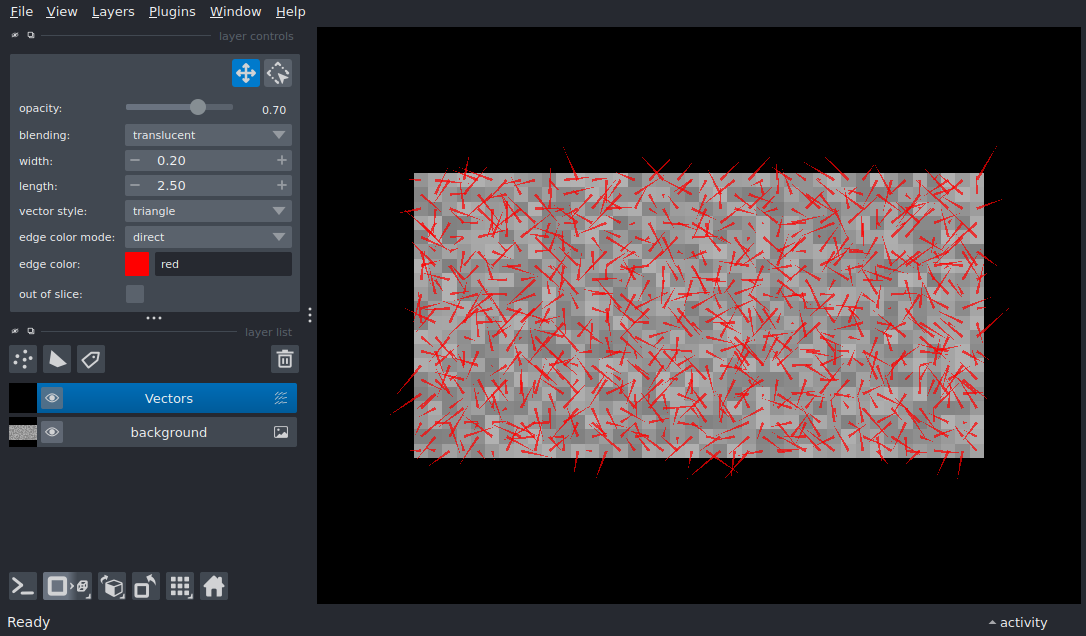 File View Layers Plugins Window Help
layer controls
opacity: 0.70
blending: translucent
width: 0.20
length: 2.50
vector style: triangle
edge color mode: direct
edge color: red
out of slice:
layer list
Vectors
background
Ready activity